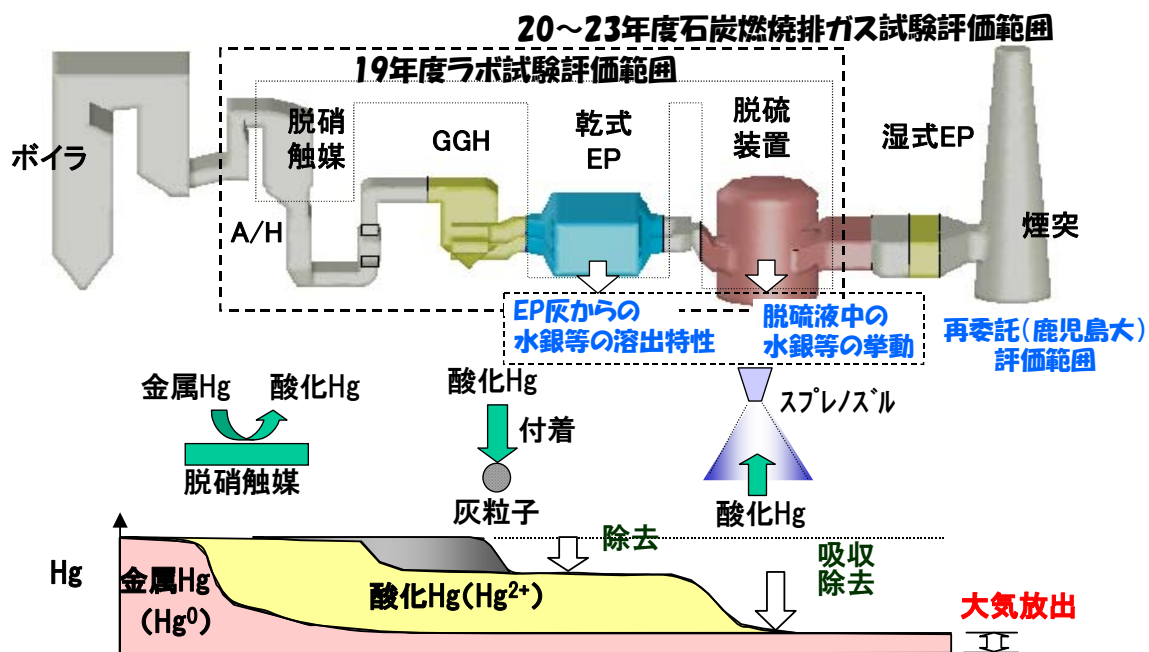 20～23年度石炭燃焼排ガス試験評価範囲
19年度ラボ試験評価範囲
ボイラ
脱硝
触媒
A/H
GGH
乾式
EP
脱硫
装置
湿式EP
煙突
EP灰からの
水銀等の溶出特性
脱硫液中の
水銀等の挙動
再委託(鹿児島大)
評価範囲
金属Hg
酸化Hg
脱硝触媒
酸化Hg
付着
灰粒子
ｽﾌﾟﾚﾉｽﾞﾙ
酸化Hg
Hg
金属Hg
(Hg⁰)
酸化Hg(Hg²⁺)
除去
吸収
除去
大気放出